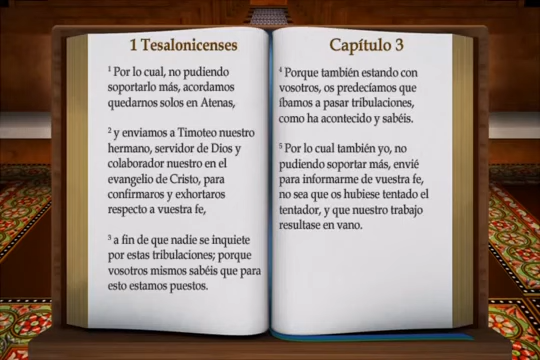 1 Tesalonicenses
1 Por lo cual, no pudiendo
soportarlo más, acordamos
quedarnos solos en Atenas,
2 y enviamos a Timoteo nuestro
hermano, servidor de Dios y
colaborador nuestro en el
evangelio de Cristo, para
confirmaros y exhortaros
respecto a vuestra fe,
3 a fin de que nadie se inquiete
por estas tribulaciones; porque
vosotros mismos sabéis que para
esto estamos puestos.
Capítulo 3
4 Porque también estando con
vosotros, os predecíamos que
íbamos a pasar tribulaciones,
como ha acontecido y sabéis.
5 Por lo cual también yo, no
pudiendo soportar más, envié
para informarme de vuestra fe,
no sea que os hubiese tentado el
tentador, y que nuestro trabajo
resultase en vano.